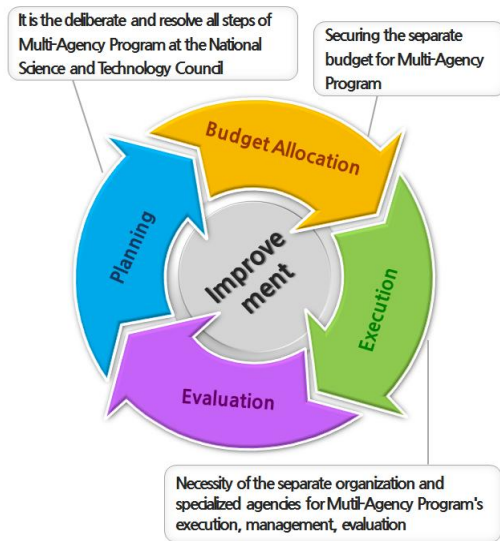 It is the deliberate and resolve all steps of
Multi-Agency Program at the National
Science and Technology Council
Securing the separate
budget for Multi-Agency
Program
Budget Allocation
Planning
Improve
ment
Execution
Evaluation
Necessity of the separate organization and
specialized agencies for Mutil-Agency Program's
execution, management, evaluation